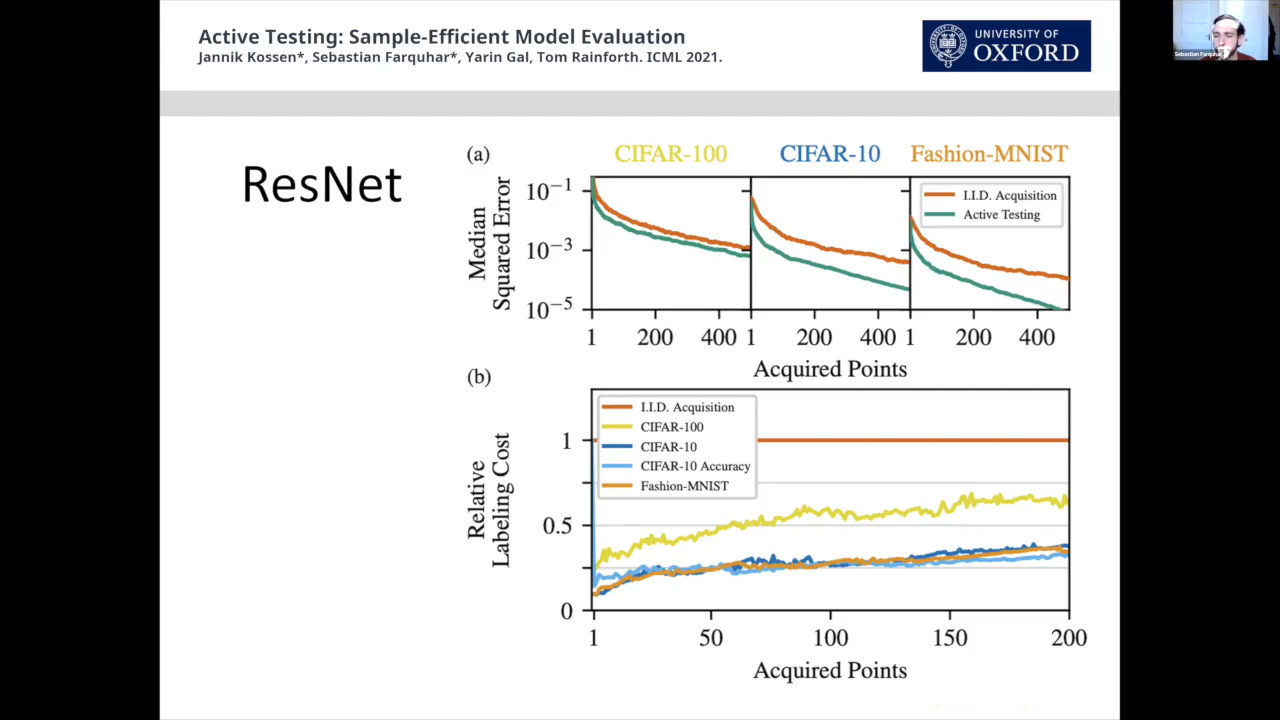 Active Testing: Sample-Efficient Model Evaluation
Jannik Kossen*, Sebastian Farquhar*, Yarin Gal, Tom Rainforth. ICML 2021.
UNIVERSITY OF
OXFORD
Sebastian Farquhar
ResNet
(a)
CIFAR-100
CIFAR-10
Fashion-MNIST
Median
Squared Error
10⁻¹
10⁻³
10⁻⁵
I.I.D. Acquisition
Active Testing
1 200 400 1 200 400 1 200 400
Acquired Points
(b)
Relative
Labeling Cost
1
0.5
0
I.I.D. Acquisition
CIFAR-100
CIFAR-10
CIFAR-10 Accuracy
Fashion-MNIST
1 50 100 150 200
Acquired Points